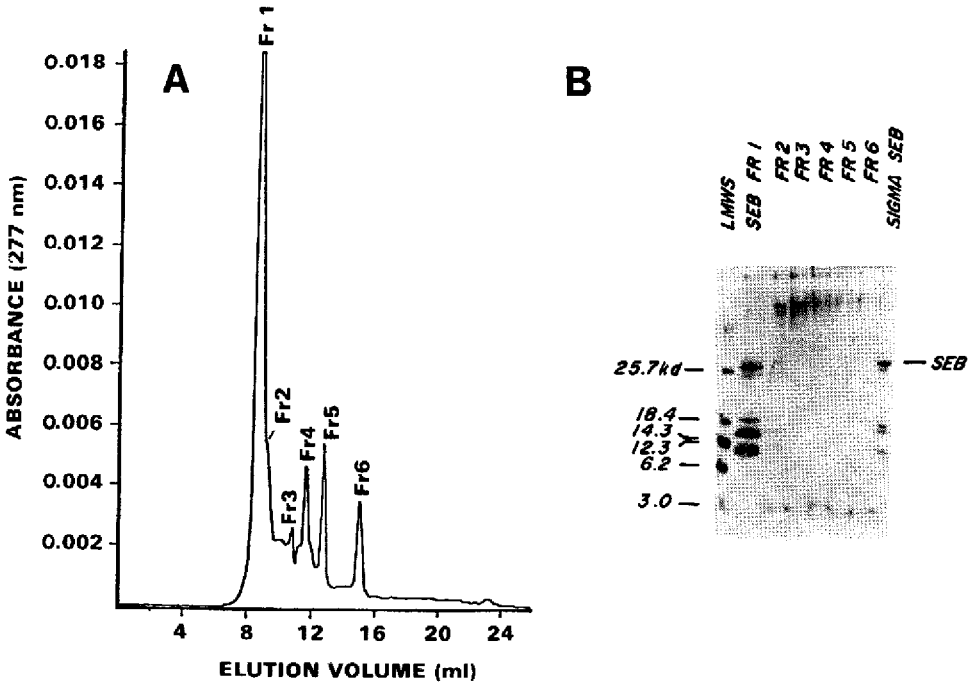 A
Fr 1
0.018
0.016
0.014
0.012
0.010
0.008
0.006
0.004
0.002
ABSORBANCE (277 nm)
Fr2
Fr3
Fr4
Fr5
Fr6
4 8 12 16 20 24
ELUTION VOLUME (ml)
B
LMWS
SEB FR 1
FR 2
FR 3
FR 4
FR 5
FR 6
SIGMA SEB
25.7kd
18.4
14.3
12.3
6.2
3.0
SEB